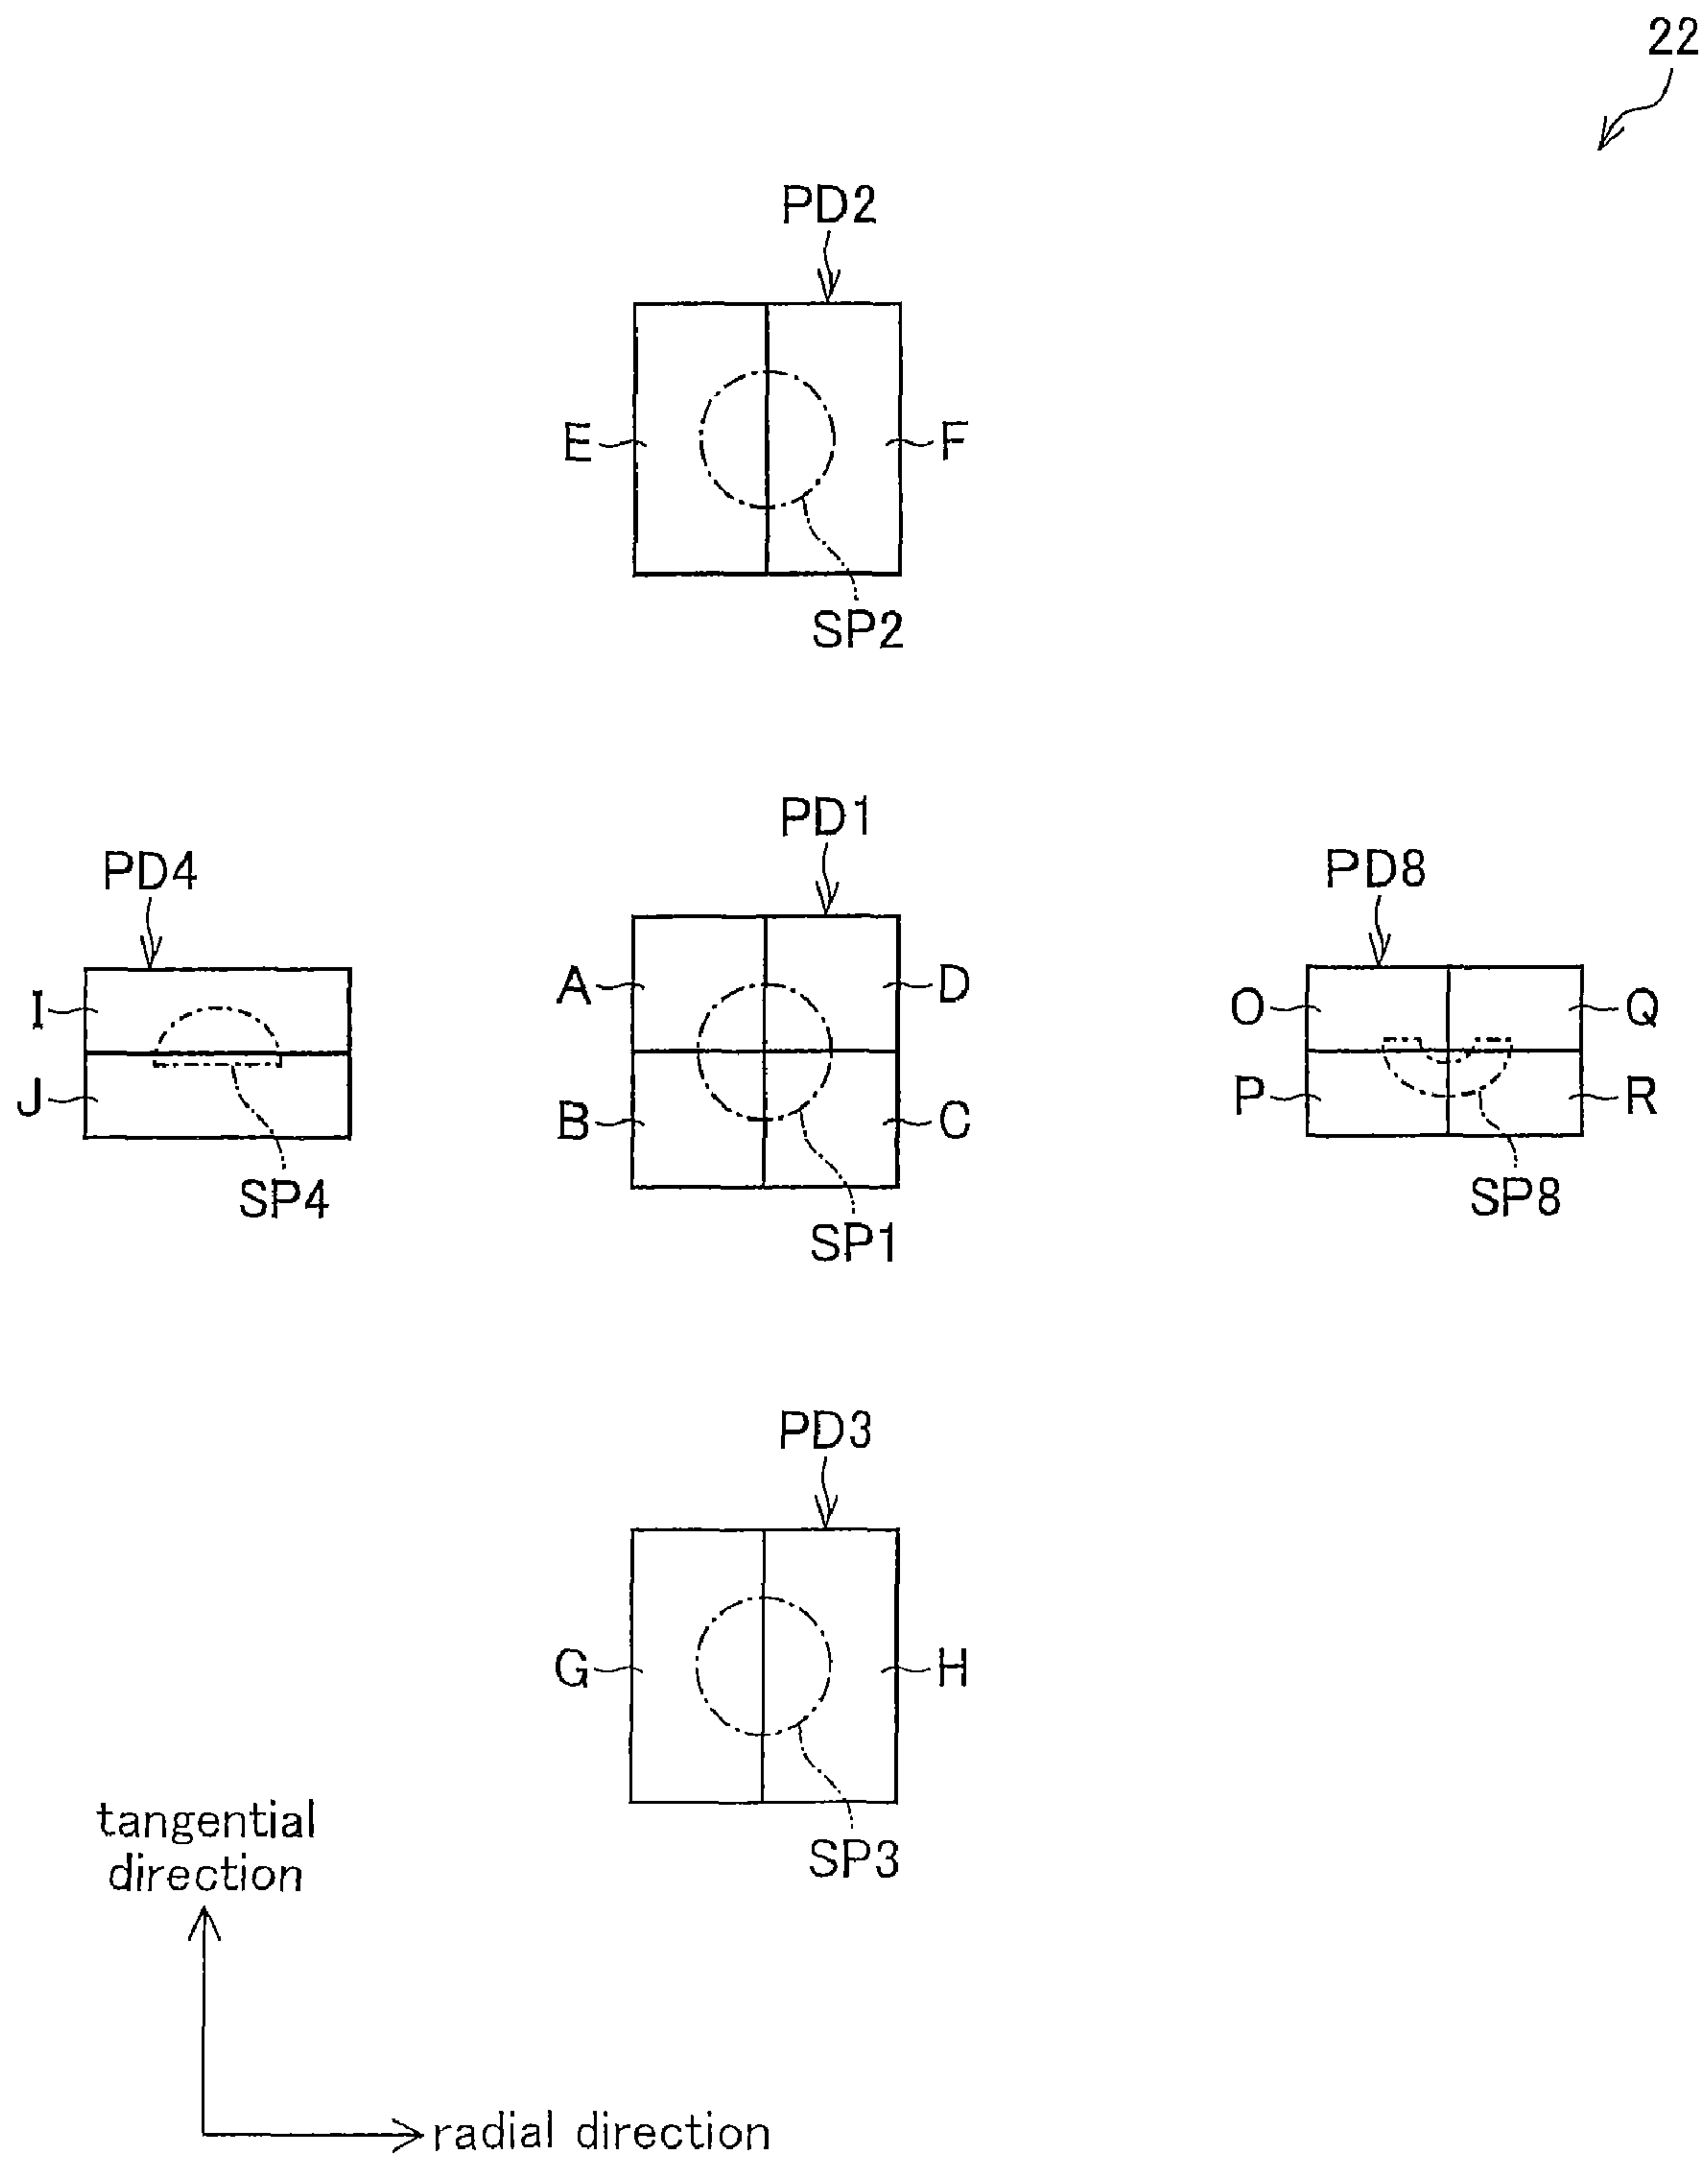 22
PD2
E
F
SP2
PD1
PD4
PD8
A
D
I
O
Q
J
B
C
P
R
SP4
SP1
SP8
PD3
G
H
SP3
tangential
direction
radial direction